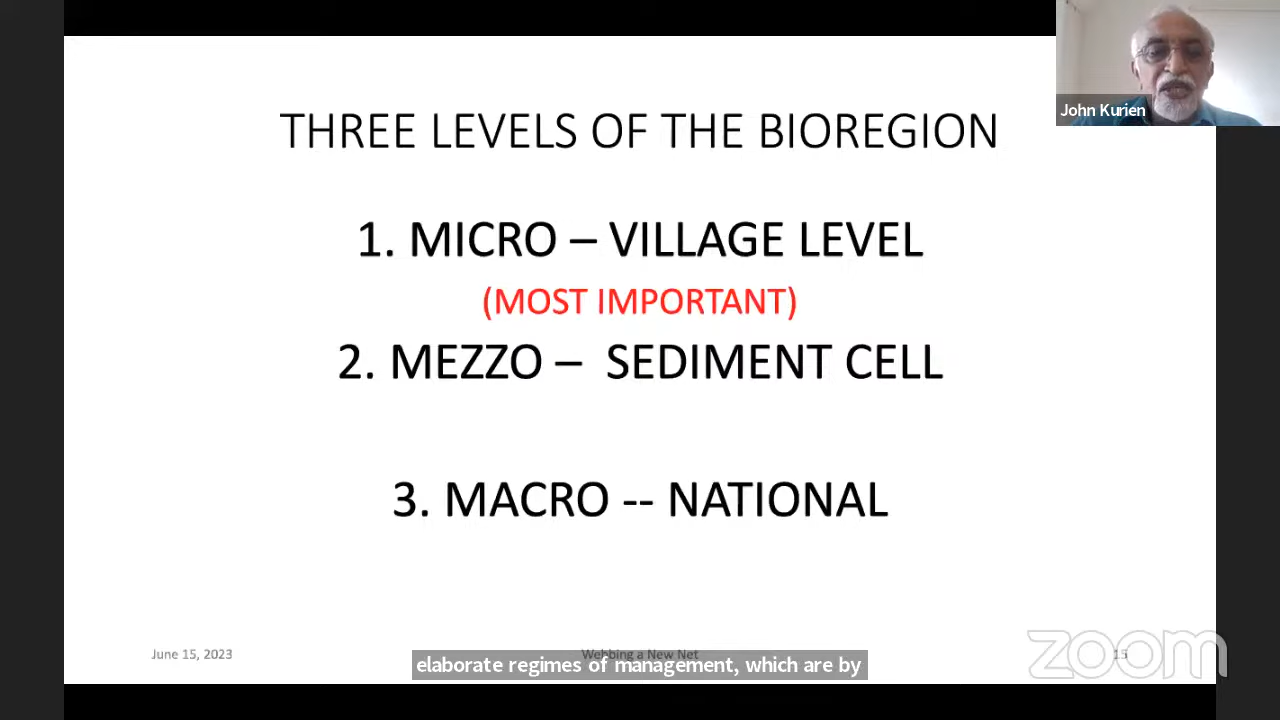 John Kurien
THREE LEVELS OF THE BIOREGION
1. MICRO – VILLAGE LEVEL
(MOST IMPORTANT)
2. MEZZO – SEDIMENT CELL
3. MACRO -- NATIONAL
June 15, 2023
Webbing a New Net
15
elaborate regimes of management, which are by
zoom